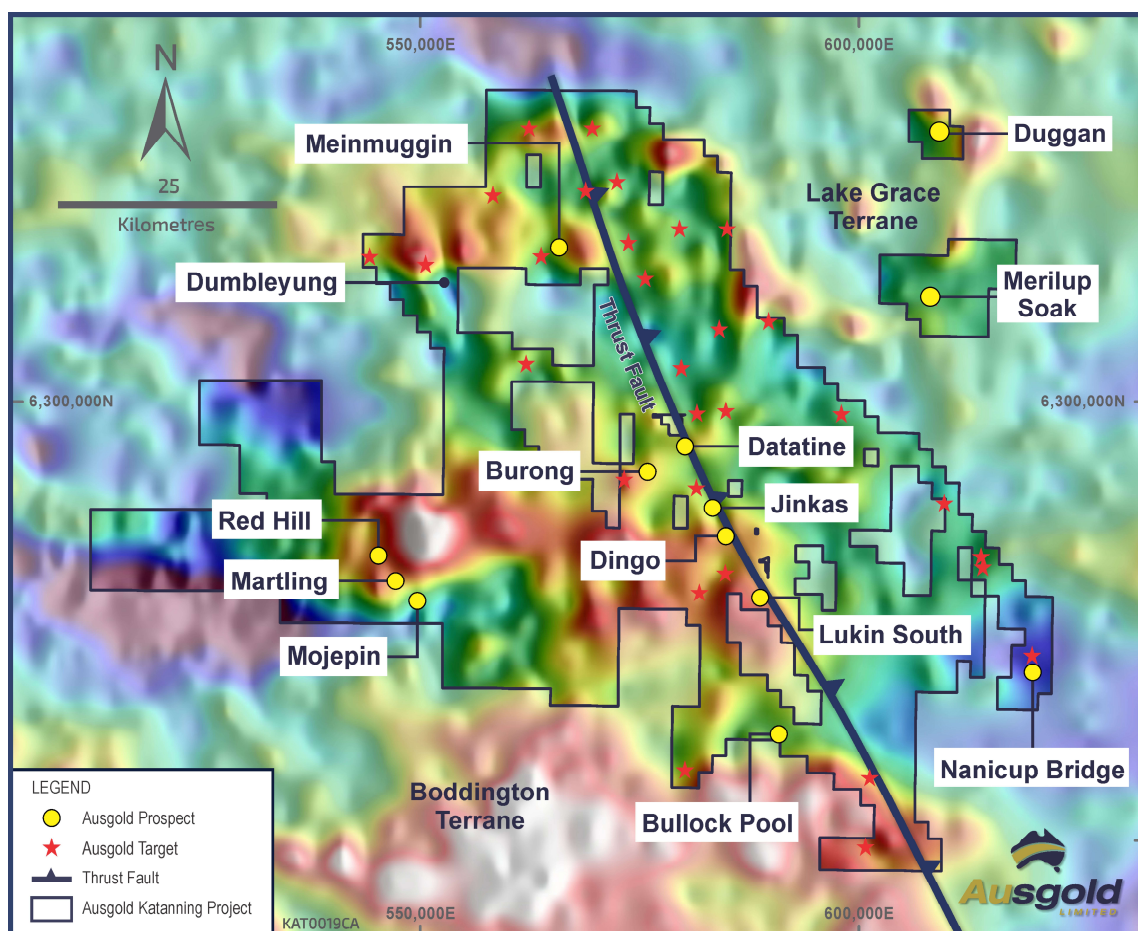 550,000E
600,000E
N
Meinmuggin
Duggan
25
Kilometres
Lake Grace
Terrane
Dumbleyung
Merilup
Soak
Thrust Fault
6,300,000N
6,300,000N
Datatine
Burong
Jinkas
Red Hill
Dingo
Martling
Lukin South
Mojepin
Nanicup Bridge
Boddington
Terrane
Bullock Pool
LEGEND
Ausgold Prospect
Ausgold Target
Thrust Fault
Ausgold Katanning Project
KAT0019CA
550,000E
600,000E
Ausgold
LIMITED